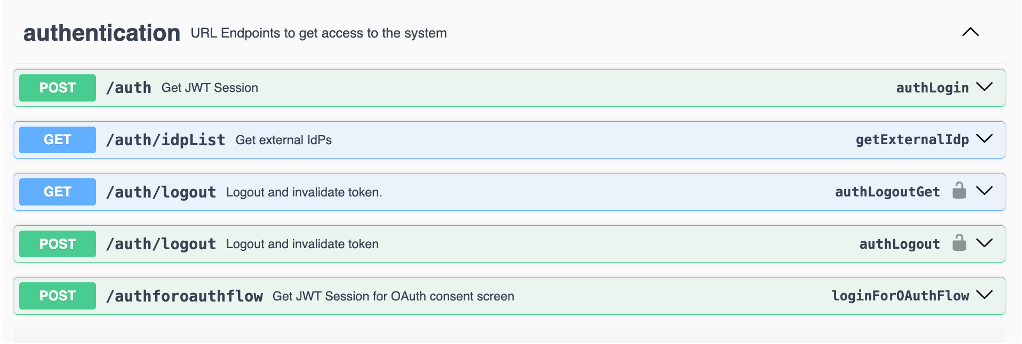 authentication URL Endpoints to get access to the system
POST /auth Get JWT Session authLogin
GET /auth/idpList Get external IdPs getExternalIdp
GET /auth/logout Logout and invalidate token. authLogoutGet
POST /auth/logout Logout and invalidate token authLogout
POST /authforoauthflow Get JWT Session for OAuth consent screen loginForOAuthFlow